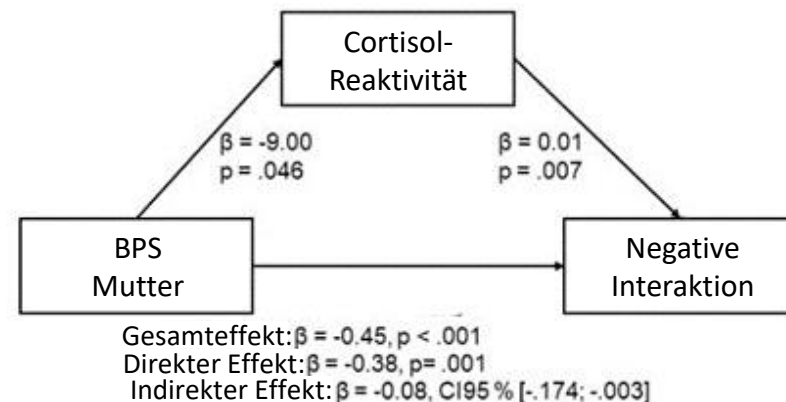 Cortisol-
Reaktivität
β = -9.00
p = .046
β = 0.01
p = .007
BPS
Mutter
Negative
Interaktion
Gesamteffekt: β = -0.45, p < .001
Direkter Effekt: β = -0.38, p= .001
Indirekter Effekt: β = -0.08, CI95 % [-.174; -.003]